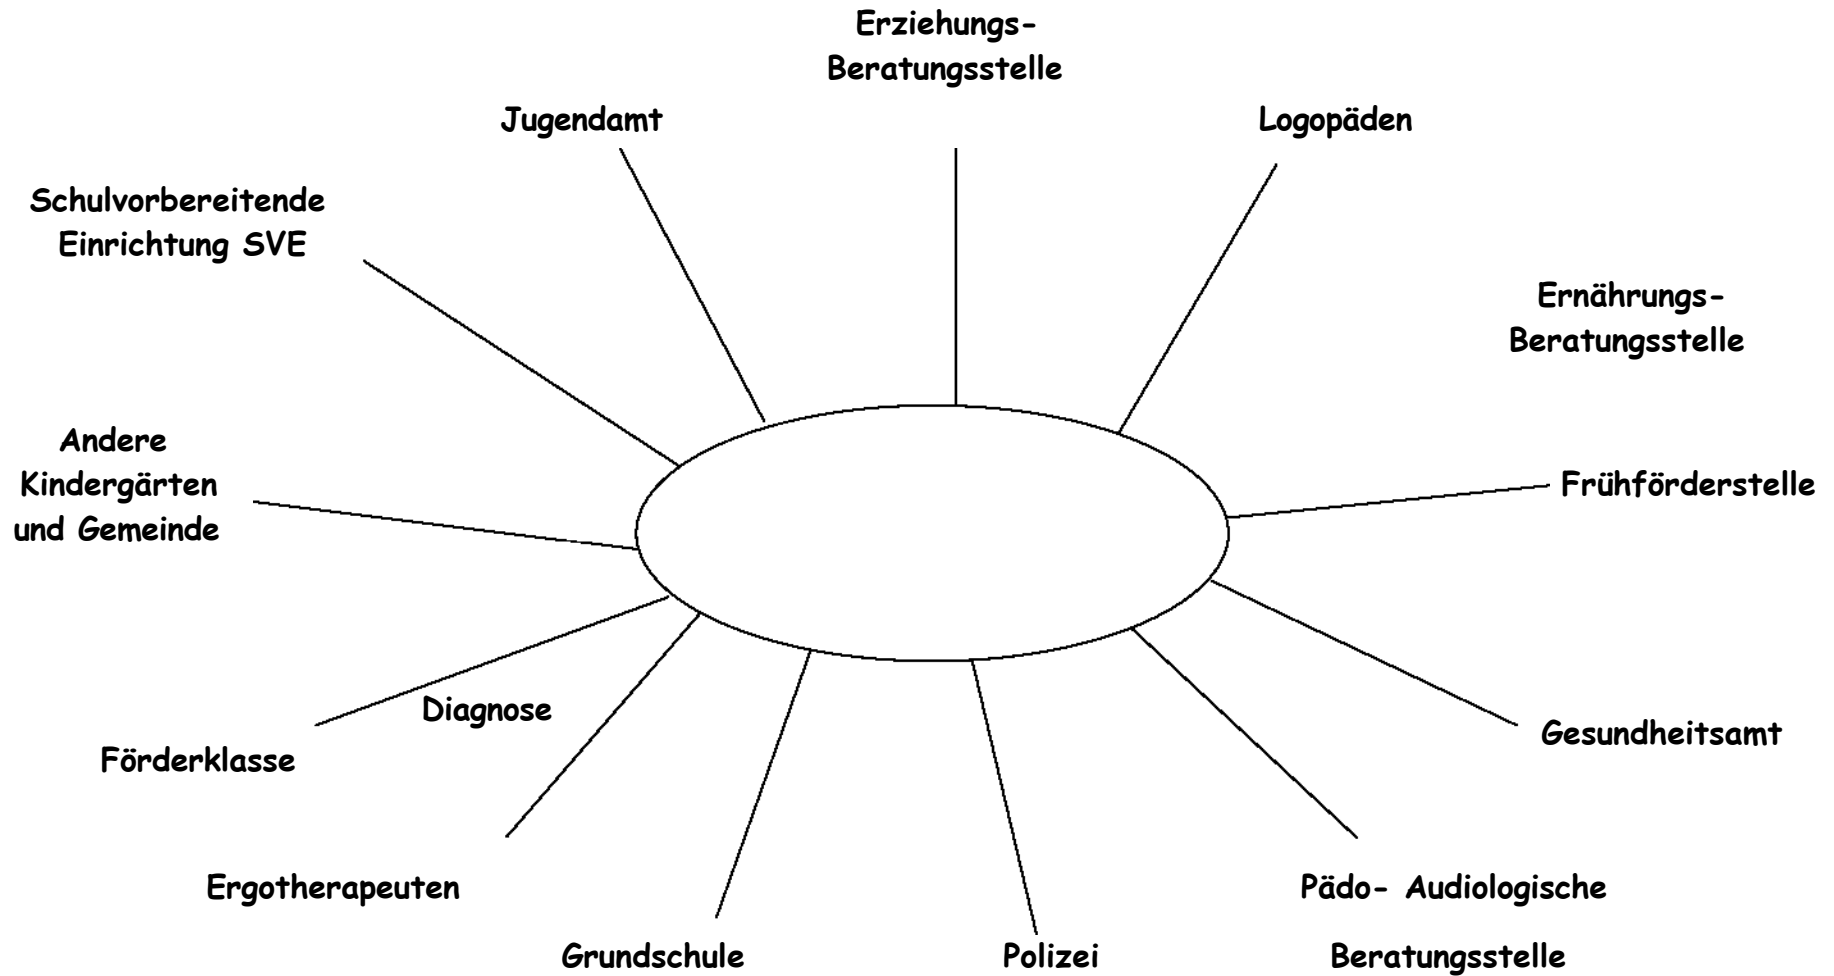 Erziehungs-
Beratungsstelle
Jugendamt
Logopäden
Schulvorbereitende
Einrichtung SVE
Ernährungs-
Beratungsstelle
Andere
Kindergärten
und Gemeinde
Frühförderstelle
Diagnose
Förderklasse
Gesundheitsamt
Ergotherapeuten
Pädo- Audiologische
Beratungsstelle
Grundschule
Polizei